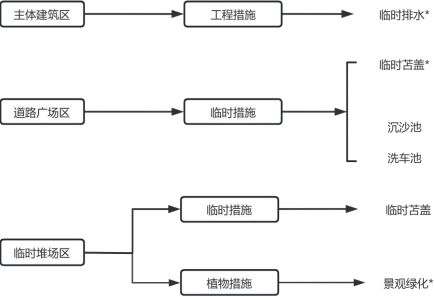 主体建筑区
工程措施
临时排水*
道路广场区
临时措施
临时苫盖*
沉沙池
洗车池
临时堆场区
临时措施
临时苫盖
植物措施
景观绿化*